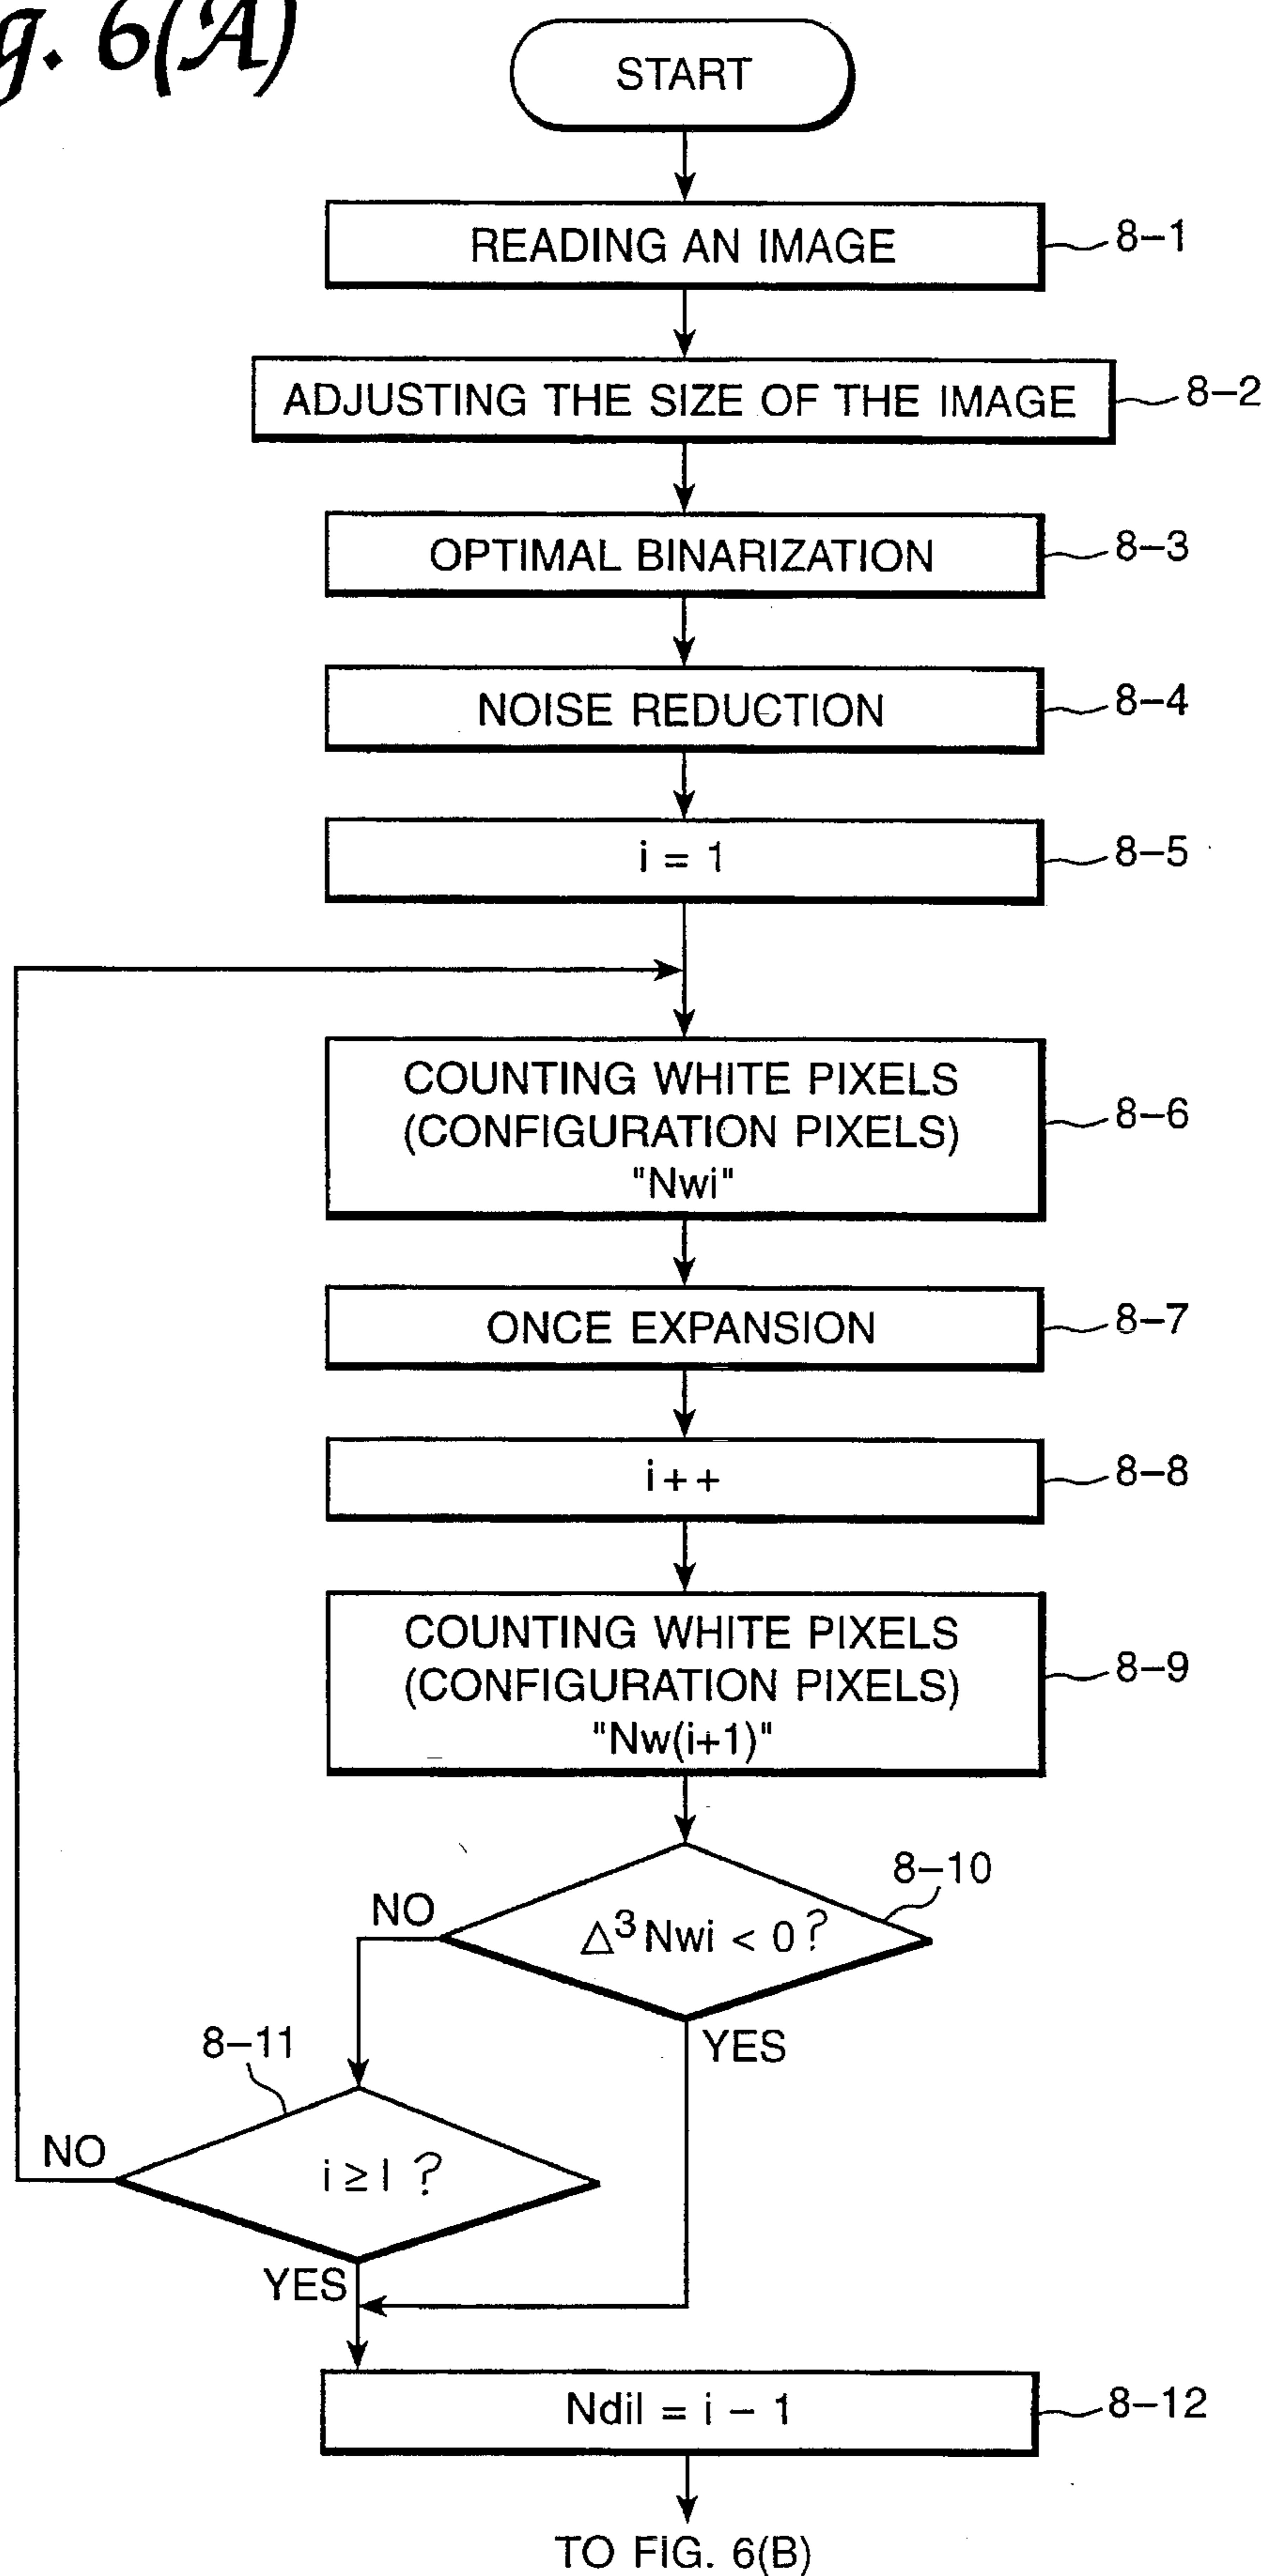 g. 6(A)
START
READING AN IMAGE
8-1
ADJUSTING THE SIZE OF THE IMAGE
8-2
OPTIMAL BINARIZATION
8-3
NOISE REDUCTION
8-4
i = 1
8-5
COUNTING WHITE PIXELS
(CONFIGURATION PIXELS)
"Nwi"
8-6
ONCE EXPANSION
8-7
i++
8-8
COUNTING WHITE PIXELS
(CONFIGURATION PIXELS)
"Nw(i+1)"
8-9
8-10
NO
△³Nwi < 0?
YES
8-11
NO
i ≥ I ?
YES
Ndil = i - 1
8-12
TO FIG. 6(B)